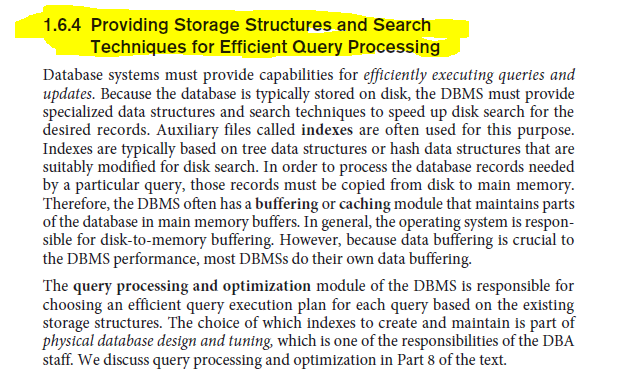 1.6.4 Providing Storage Structures and Search
Techniques for Efficient Query Processing
Database systems must provide capabilities for efficiently executing queries and
updates. Because the database is typically stored on disk, the DBMS must provide
specialized data structures and search techniques to speed up disk search for the
desired records. Auxiliary files called indexes are often used for this purpose.
Indexes are typically based on tree data structures or hash data structures that are
suitably modified for disk search. In order to process the database records needed
by a particular query, those records must be copied from disk to main memory.
Therefore, the DBMS often has a buffering or caching module that maintains parts
of the database in main memory buffers. In general, the operating system is respon-
sible for disk-to-memory buffering. However, because data buffering is crucial to
the DBMS performance, most DBMSs do their own data buffering.
The query processing and optimization module of the DBMS is responsible for
choosing an efficient query execution plan for each query based on the existing
storage structures. The choice of which indexes to create and maintain is part of
physical database design and tuning, which is one of the responsibilities of the DBA
staff. We discuss query processing and optimization in Part 8 of the text.